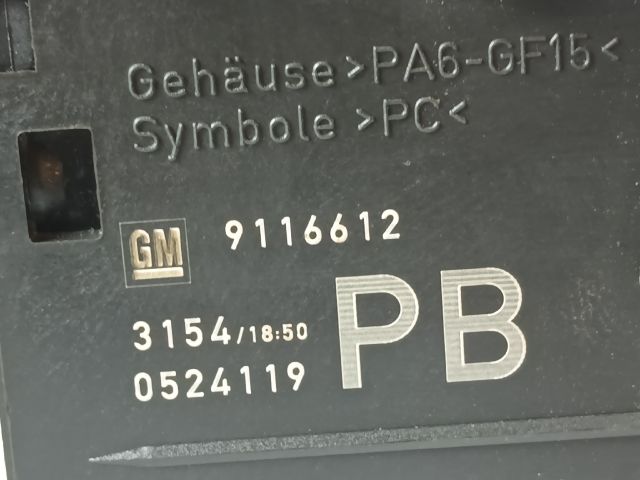 Gehäuse >PA6-GF15<
Symbole >PC<
GM 9116612
3154/18:50
0524119
PB